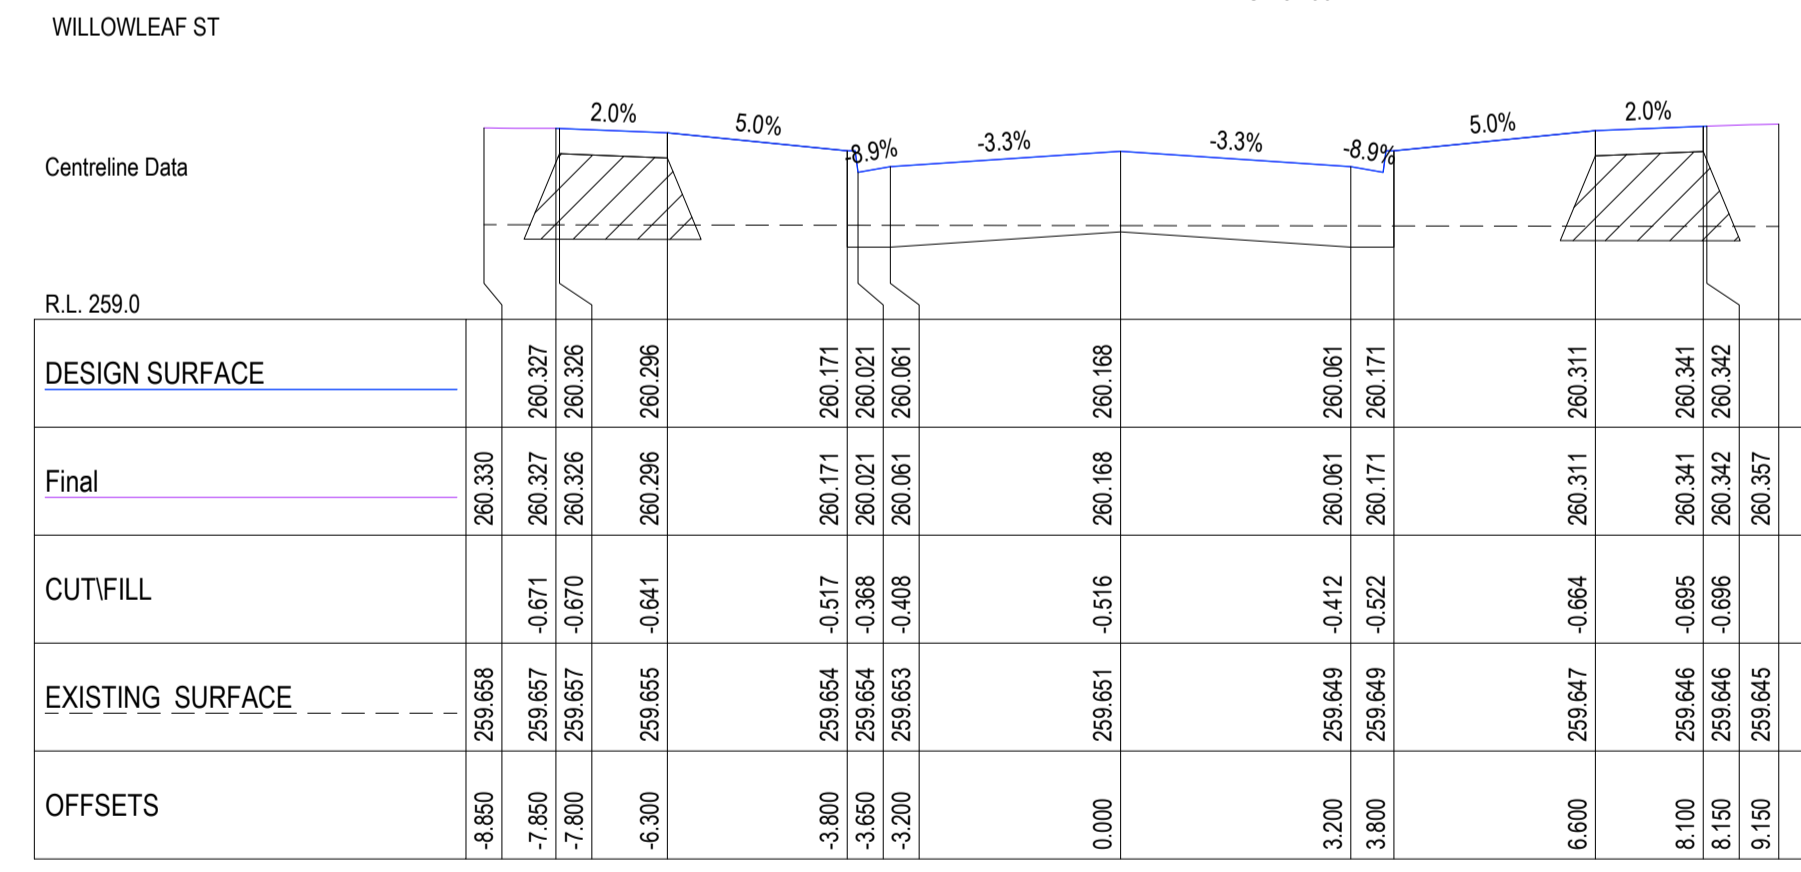 WILLOWLEAF ST
2.0% 5.0% -8.9% -3.3% -3.3% -8.9% 5.0% 2.0%
Centreline Data
R.L. 259.0
DESIGN SURFACE 260.327 260.326 260.296 260.171 260.021 260.061 260.168 260.061 260.171 260.311 260.341 260.342
Final 260.330 260.327 260.326 260.296 260.171 260.021 260.061 260.168 260.061 260.171 260.311 260.341 260.342 260.357
CUT\FILL -0.671 -0.670 -0.641 -0.517 -0.368 -0.408 -0.516 -0.412 -0.522 -0.664 -0.695 -0.696
EXISTING SURFACE 259.658 259.657 259.657 259.655 259.654 259.654 259.653 259.651 259.649 259.649 259.647 259.646 259.646 259.645
OFFSETS -8.850 -7.850 -7.800 -6.300 -3.800 -3.650 -3.200 0.000 3.200 3.800 6.600 8.100 8.150 9.150